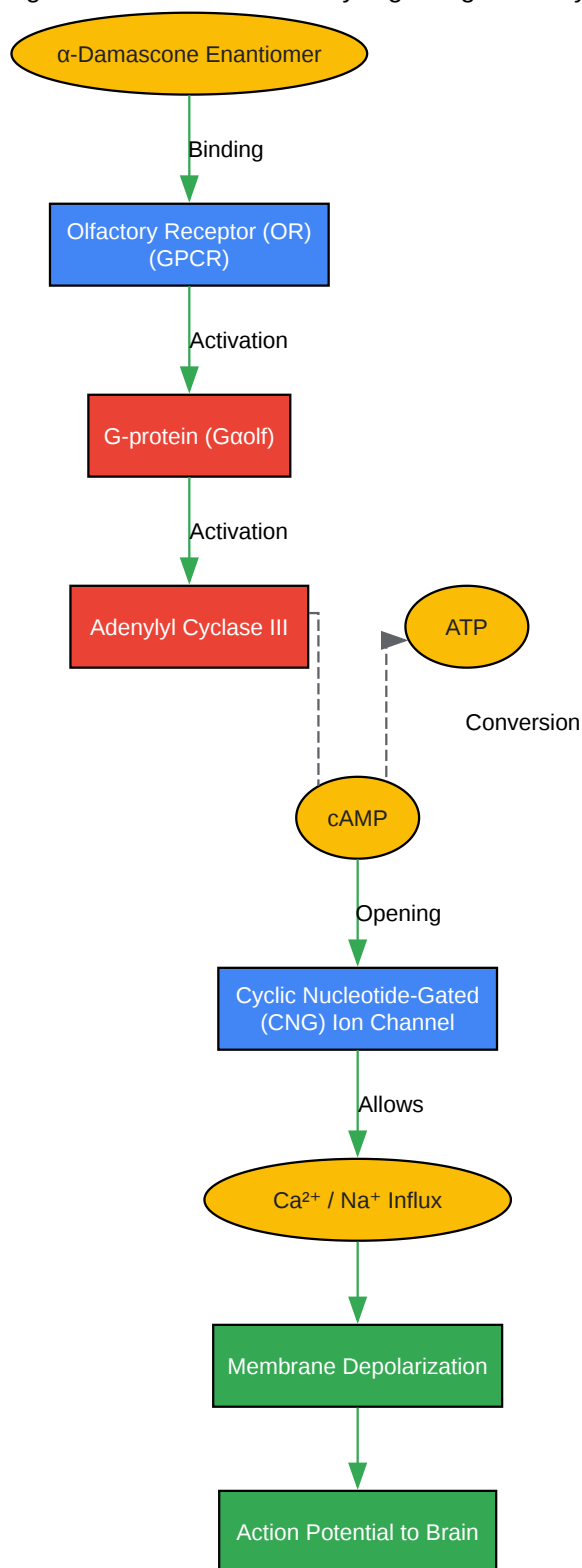 α-Damascone Enantiomer
Binding
Olfactory Receptor (OR)
(GPCR)
Activation
G-protein (Gαolf)
Activation
Adenylyl Cyclase III
ATP
Conversion
cAMP
Opening
Cyclic Nucleotide-Gated
(CNG) Ion Channel
Allows
Ca²⁺ / Na⁺ Influx
Membrane Depolarization
Action Potential to Brain